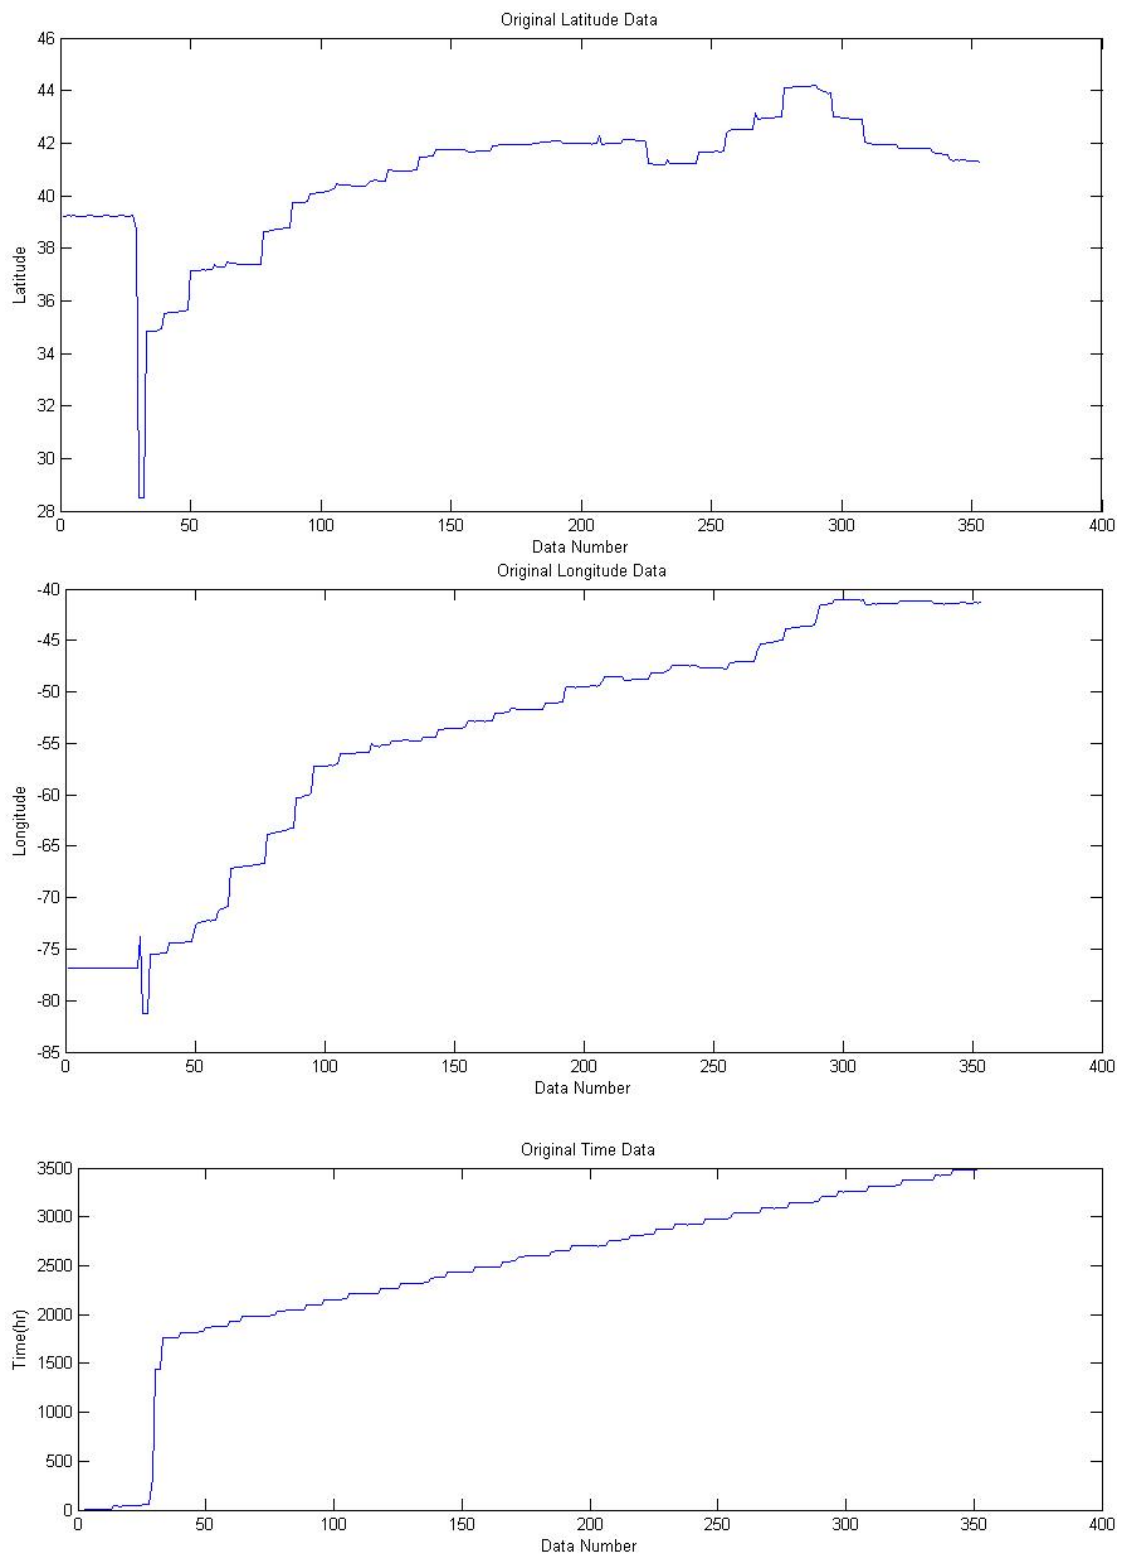 Original Latitude Data
46
44
42
40
38
36
34
32
30
28
Latitude
0 50 100 150 200 250 300 350 400
Data Number
Original Longitude Data
-40
-45
-50
-55
-60
-65
-70
-75
-80
-85
Longitude
0 50 100 150 200 250 300 350 400
Data Number
Original Time Data
3500
3000
2500
2000
1500
1000
500
0
Time(hr)
0 50 100 150 200 250 300 350 400
Data Number